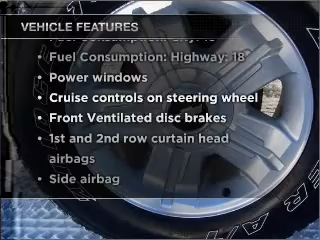 VEHICLE FEATURES
• Fuel Consumption: Highway: 18
• Power windows
• Cruise controls on steering wheel
• Front Ventilated disc brakes
• 1st and 2nd row curtain head
airbags
• Side airbag